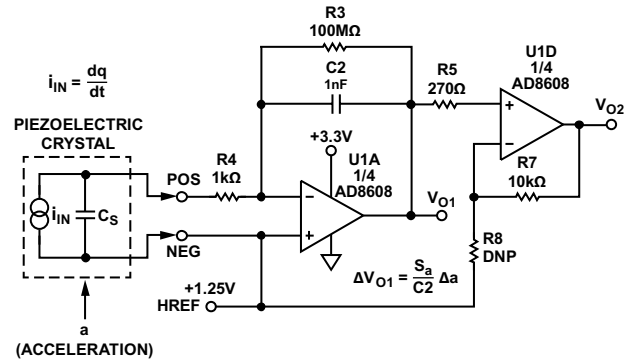 R3
100MΩ
C2
1nF
U1D
1/4
AD8608
i_IN = dq/dt
R5
270Ω
+
−
V_O2
PIEZOELECTRIC
CRYSTAL
+3.3V
R4
1kΩ
U1A
1/4
AD8608
R7
10kΩ
POS
−
+
V_O1
i_IN
C_S
NEG
R8
DNP
ΔV_O1 = S_a/C2 Δa
+1.25V
HREF
a
(ACCELERATION)